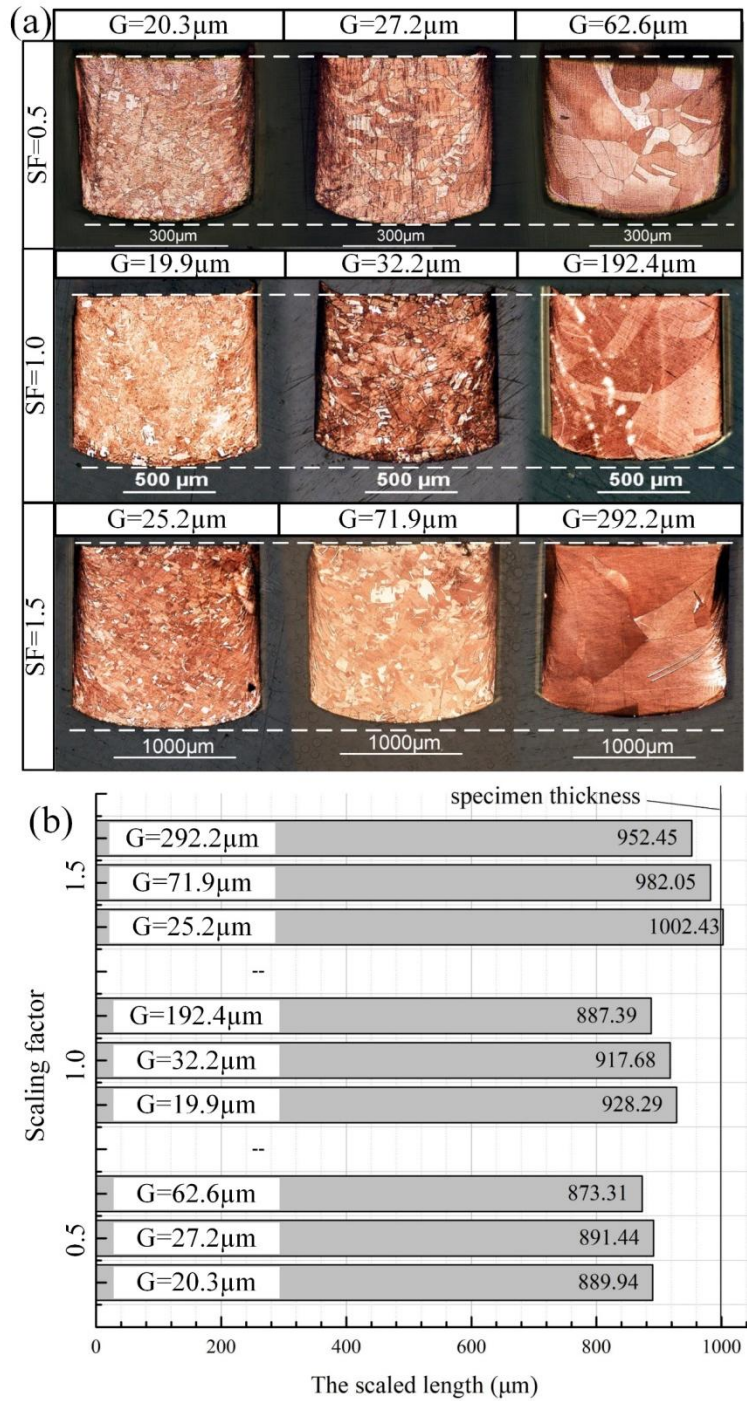 (a)
G=20.3μm G=27.2μm G=62.6μm
SF=0.5
300μm 300μm 300μm
G=19.9μm G=32.2μm G=192.4μm
SF=1.0
500 μm 500 μm 500 μm
G=25.2μm G=71.9μm G=292.2μm
SF=1.5
1000μm 1000μm 1000μm
(b)
specimen thickness
Scaling factor
1.5
G=292.2μm 952.45
G=71.9μm 982.05
G=25.2μm 1002.43
--
1.0
G=192.4μm 887.39
G=32.2μm 917.68
G=19.9μm 928.29
--
0.5
G=62.6μm 873.31
G=27.2μm 891.44
G=20.3μm 889.94
0 200 400 600 800 1000
The scaled length (μm)